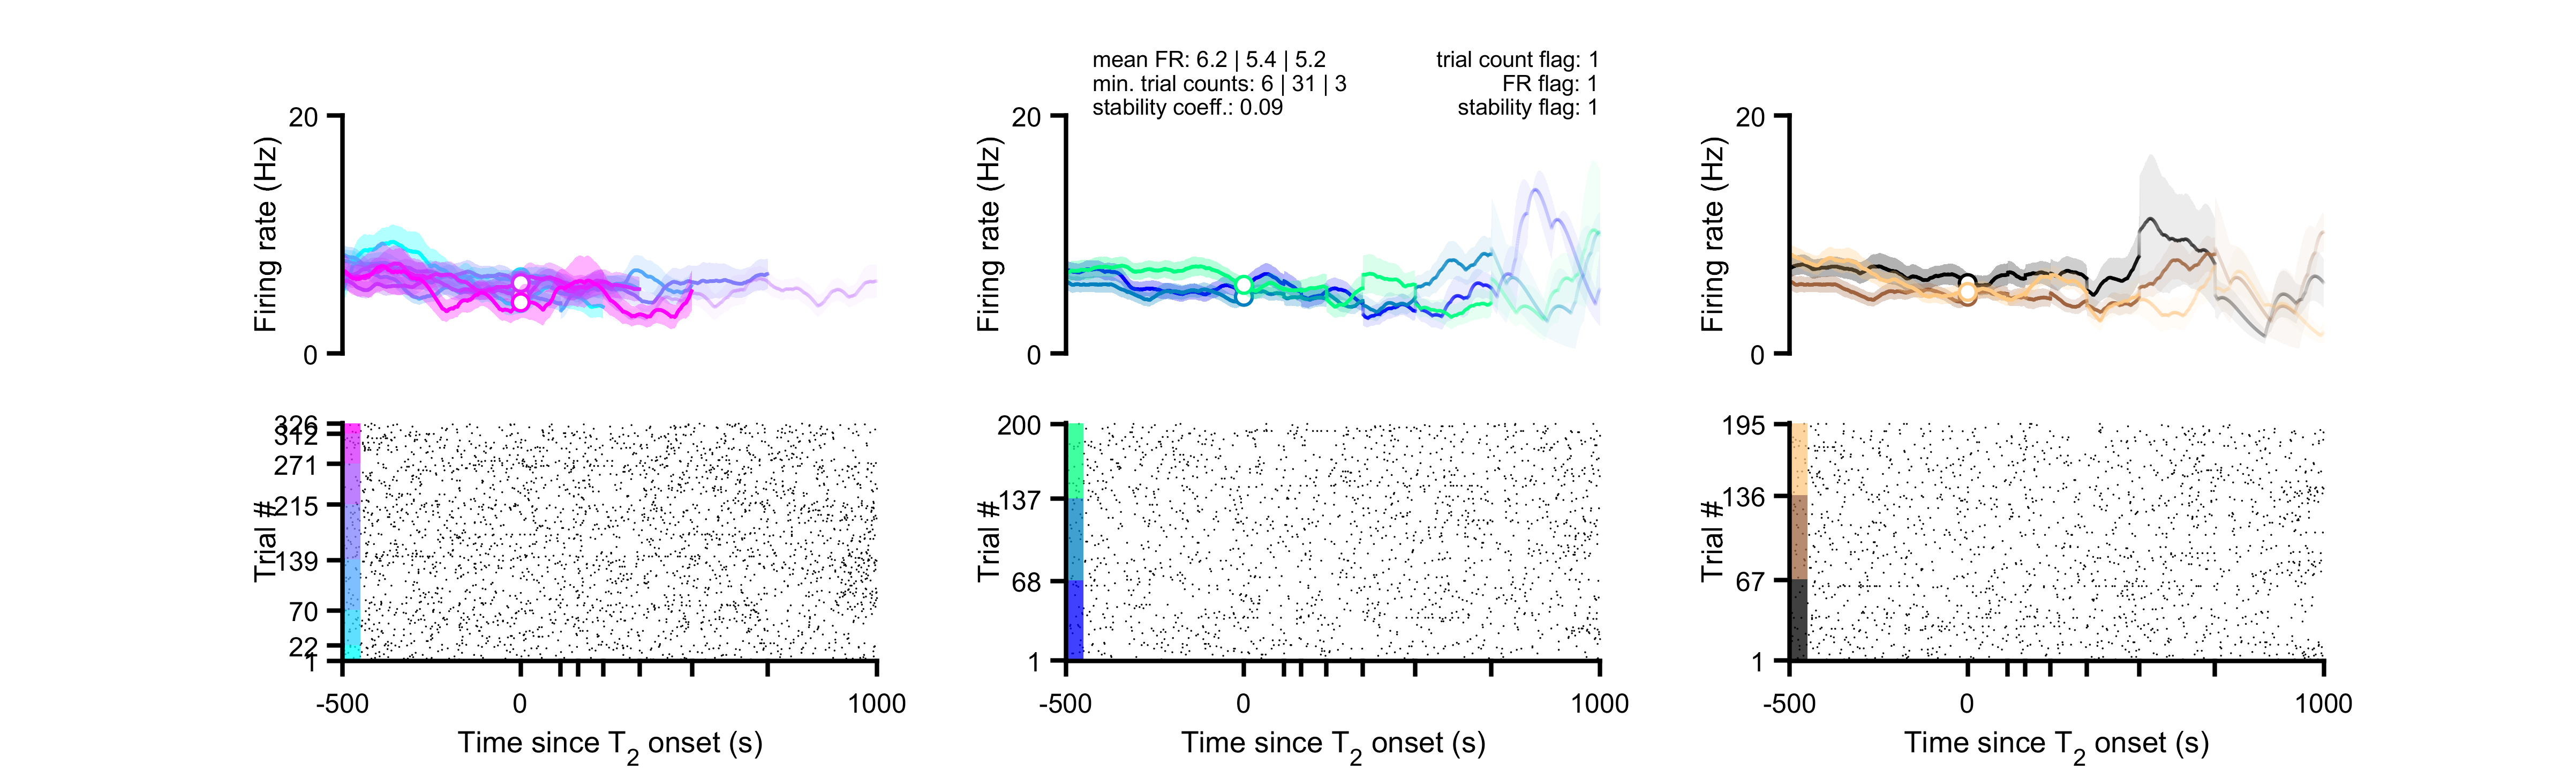 mean FR: 6.2 | 5.4 | 5.2
trial count flag: 1
min. trial counts: 6 | 31 | 3
FR flag: 1
stability coeff.: 0.09
stability flag: 1
20
Firing rate (Hz)
0
20
Firing rate (Hz)
0
20
Firing rate (Hz)
0
326
312
271
215
139
70
22
1
Trial #
-500
0
1000
Time since T2 onset (s)
200
137
68
1
Trial #
-500
0
1000
Time since T2 onset (s)
195
136
67
1
Trial #
-500
0
1000
Time since T2 onset (s)